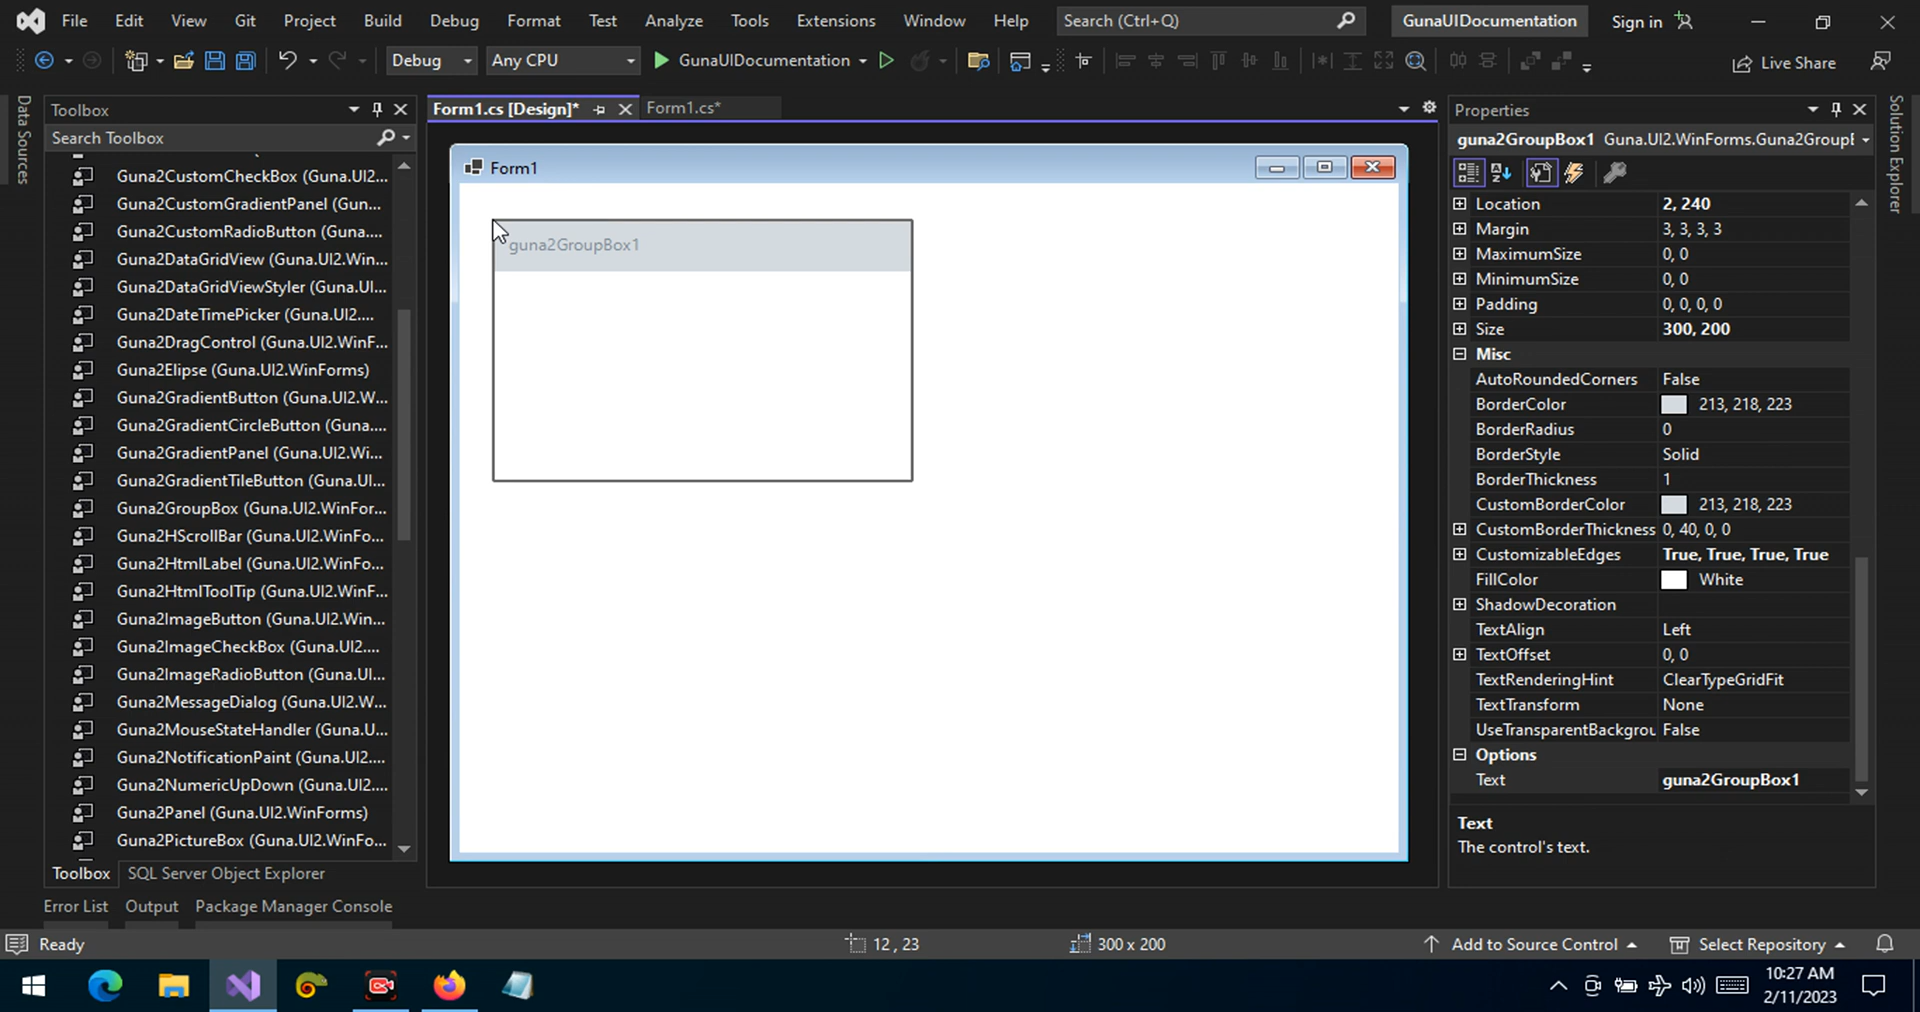 File Edit View Git Project Build Debug Format Test Analyze Tools Extensions Window Help Search (Ctrl+Q) GunaUIDocumentation Sign in
Debug Any CPU GunaUIDocumentation Live Share
Data Sources
Toolbox
Search Toolbox
Guna2CustomCheckBox (Guna.UI2...
Guna2CustomGradientPanel (Gun...
Guna2CustomRadioButton (Guna....
Guna2DataGridView (Guna.UI2.Win...
Guna2DataGridViewStyler (Guna.UI...
Guna2DateTimePicker (Guna.UI2....
Guna2DragControl (Guna.UI2.WinF...
Guna2Elipse (Guna.UI2.WinForms)
Guna2GradientButton (Guna.UI2.W...
Guna2GradientCircleButton (Guna....
Guna2GradientPanel (Guna.UI2.Wi...
Guna2GradientTileButton (Guna.UI...
Guna2GroupBox (Guna.UI2.WinFor...
Guna2HScrollBar (Guna.UI2.WinFo...
Guna2HtmlLabel (Guna.UI2.WinFo...
Guna2HtmlToolTip (Guna.UI2.WinF...
Guna2ImageButton (Guna.UI2.Win...
Guna2ImageCheckBox (Guna.UI2....
Guna2ImageRadioButton (Guna.UI...
Guna2MessageDialog (Guna.UI2.W...
Guna2MouseStateHandler (Guna.U...
Guna2NotificationPaint (Guna.UI2....
Guna2NumericUpDown (Guna.UI2....
Guna2Panel (Guna.UI2.WinForms)
Guna2PictureBox (Guna.UI2.WinFo...
Toolbox SQL Server Object Explorer
Form1.cs [Design]* Form1.cs*
Form1
guna2GroupBox1
Properties
guna2GroupBox1 Guna.UI2.WinForms.Guna2GroupE
Location 2, 240
Margin 3, 3, 3, 3
MaximumSize 0, 0
MinimumSize 0, 0
Padding 0, 0, 0, 0
Size 300, 200
Misc
AutoRoundedCorners False
BorderColor 213, 218, 223
BorderRadius 0
BorderStyle Solid
BorderThickness 1
CustomBorderColor 213, 218, 223
CustomBorderThickness 0, 40, 0, 0
CustomizableEdges True, True, True, True
FillColor White
ShadowDecoration
TextAlign Left
TextOffset 0, 0
TextRenderingHint ClearTypeGridFit
TextTransform None
UseTransparentBackgrou False
Options
Text guna2GroupBox1
Text
The control's text.
Solution Explorer
Error List Output Package Manager Console
Ready 12 , 23 300 x 200 Add to Source Control Select Repository
10:27 AM
2/11/2023